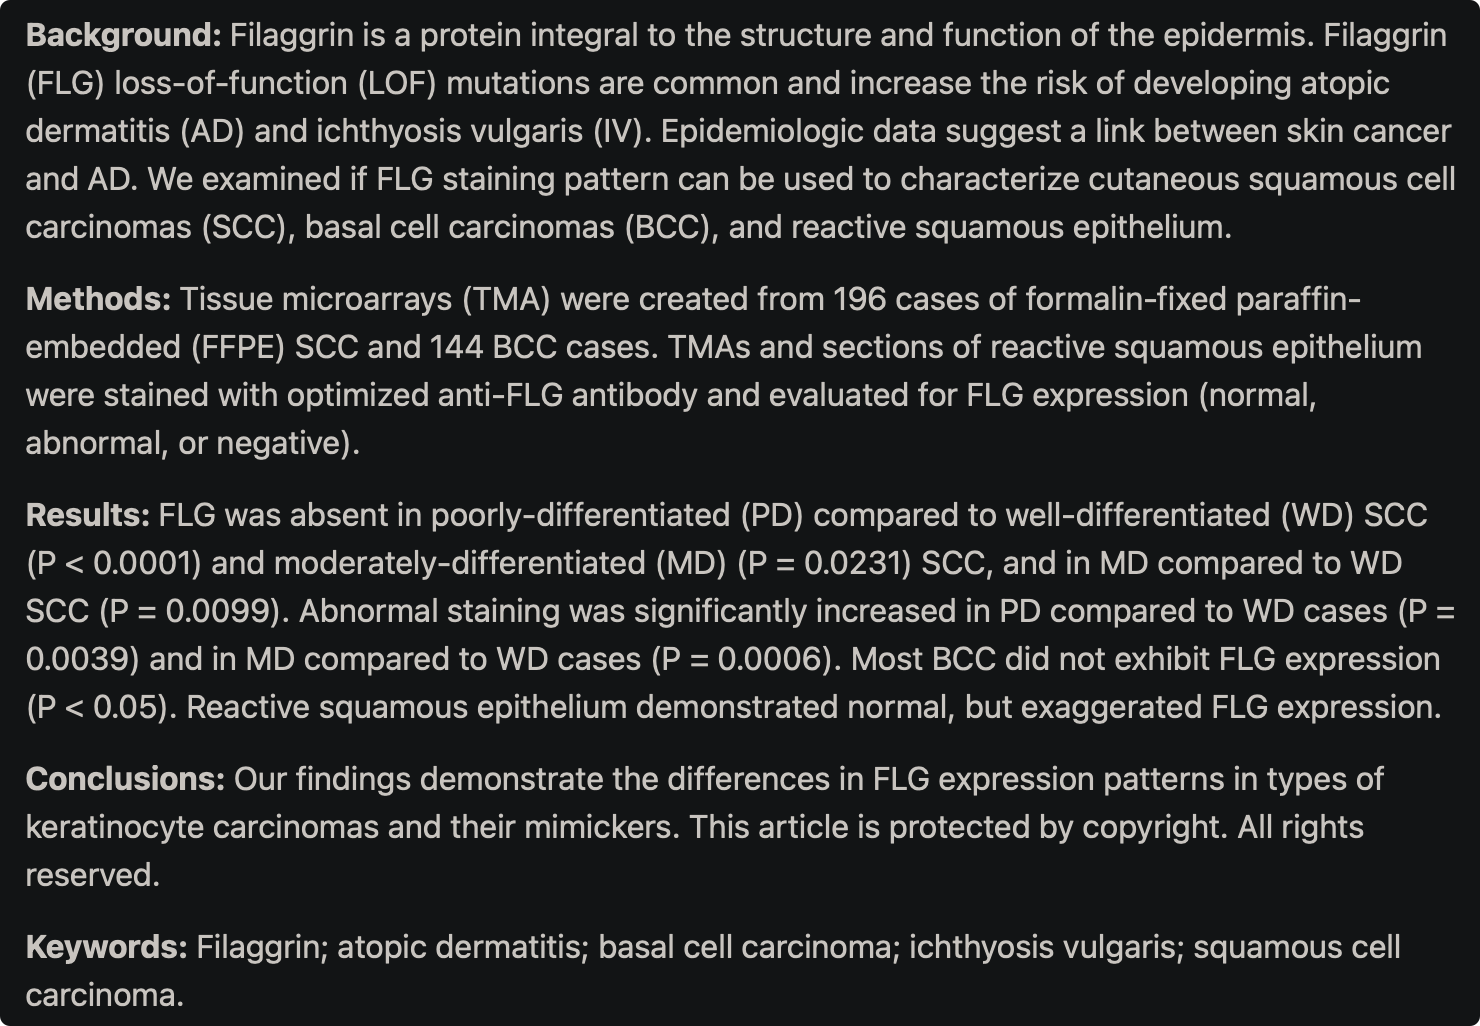 Background: Filaggrin is a protein integral to the structure and function of the epidermis. Filaggrin
(FLG) loss-of-function (LOF) mutations are common and increase the risk of developing atopic
dermatitis (AD) and ichthyosis vulgaris (IV). Epidemiologic data suggest a link between skin cancer
and AD. We examined if FLG staining pattern can be used to characterize cutaneous squamous cell
carcinomas (SCC), basal cell carcinomas (BCC), and reactive squamous epithelium.
Methods: Tissue microarrays (TMA) were created from 196 cases of formalin-fixed paraffin-
embedded (FFPE) SCC and 144 BCC cases. TMAs and sections of reactive squamous epithelium
were stained with optimized anti-FLG antibody and evaluated for FLG expression (normal,
abnormal, or negative).
Results: FLG was absent in poorly-differentiated (PD) compared to well-differentiated (WD) SCC
(P < 0.0001) and moderately-differentiated (MD) (P = 0.0231) SCC, and in MD compared to WD
SCC (P = 0.0099). Abnormal staining was significantly increased in PD compared to WD cases (P =
0.0039) and in MD compared to WD cases (P = 0.0006). Most BCC did not exhibit FLG expression
(P < 0.05). Reactive squamous epithelium demonstrated normal, but exaggerated FLG expression.
Conclusions: Our findings demonstrate the differences in FLG expression patterns in types of
keratinocyte carcinomas and their mimickers. This article is protected by copyright. All rights
reserved.
Keywords: Filaggrin; atopic dermatitis; basal cell carcinoma; ichthyosis vulgaris; squamous cell
carcinoma.